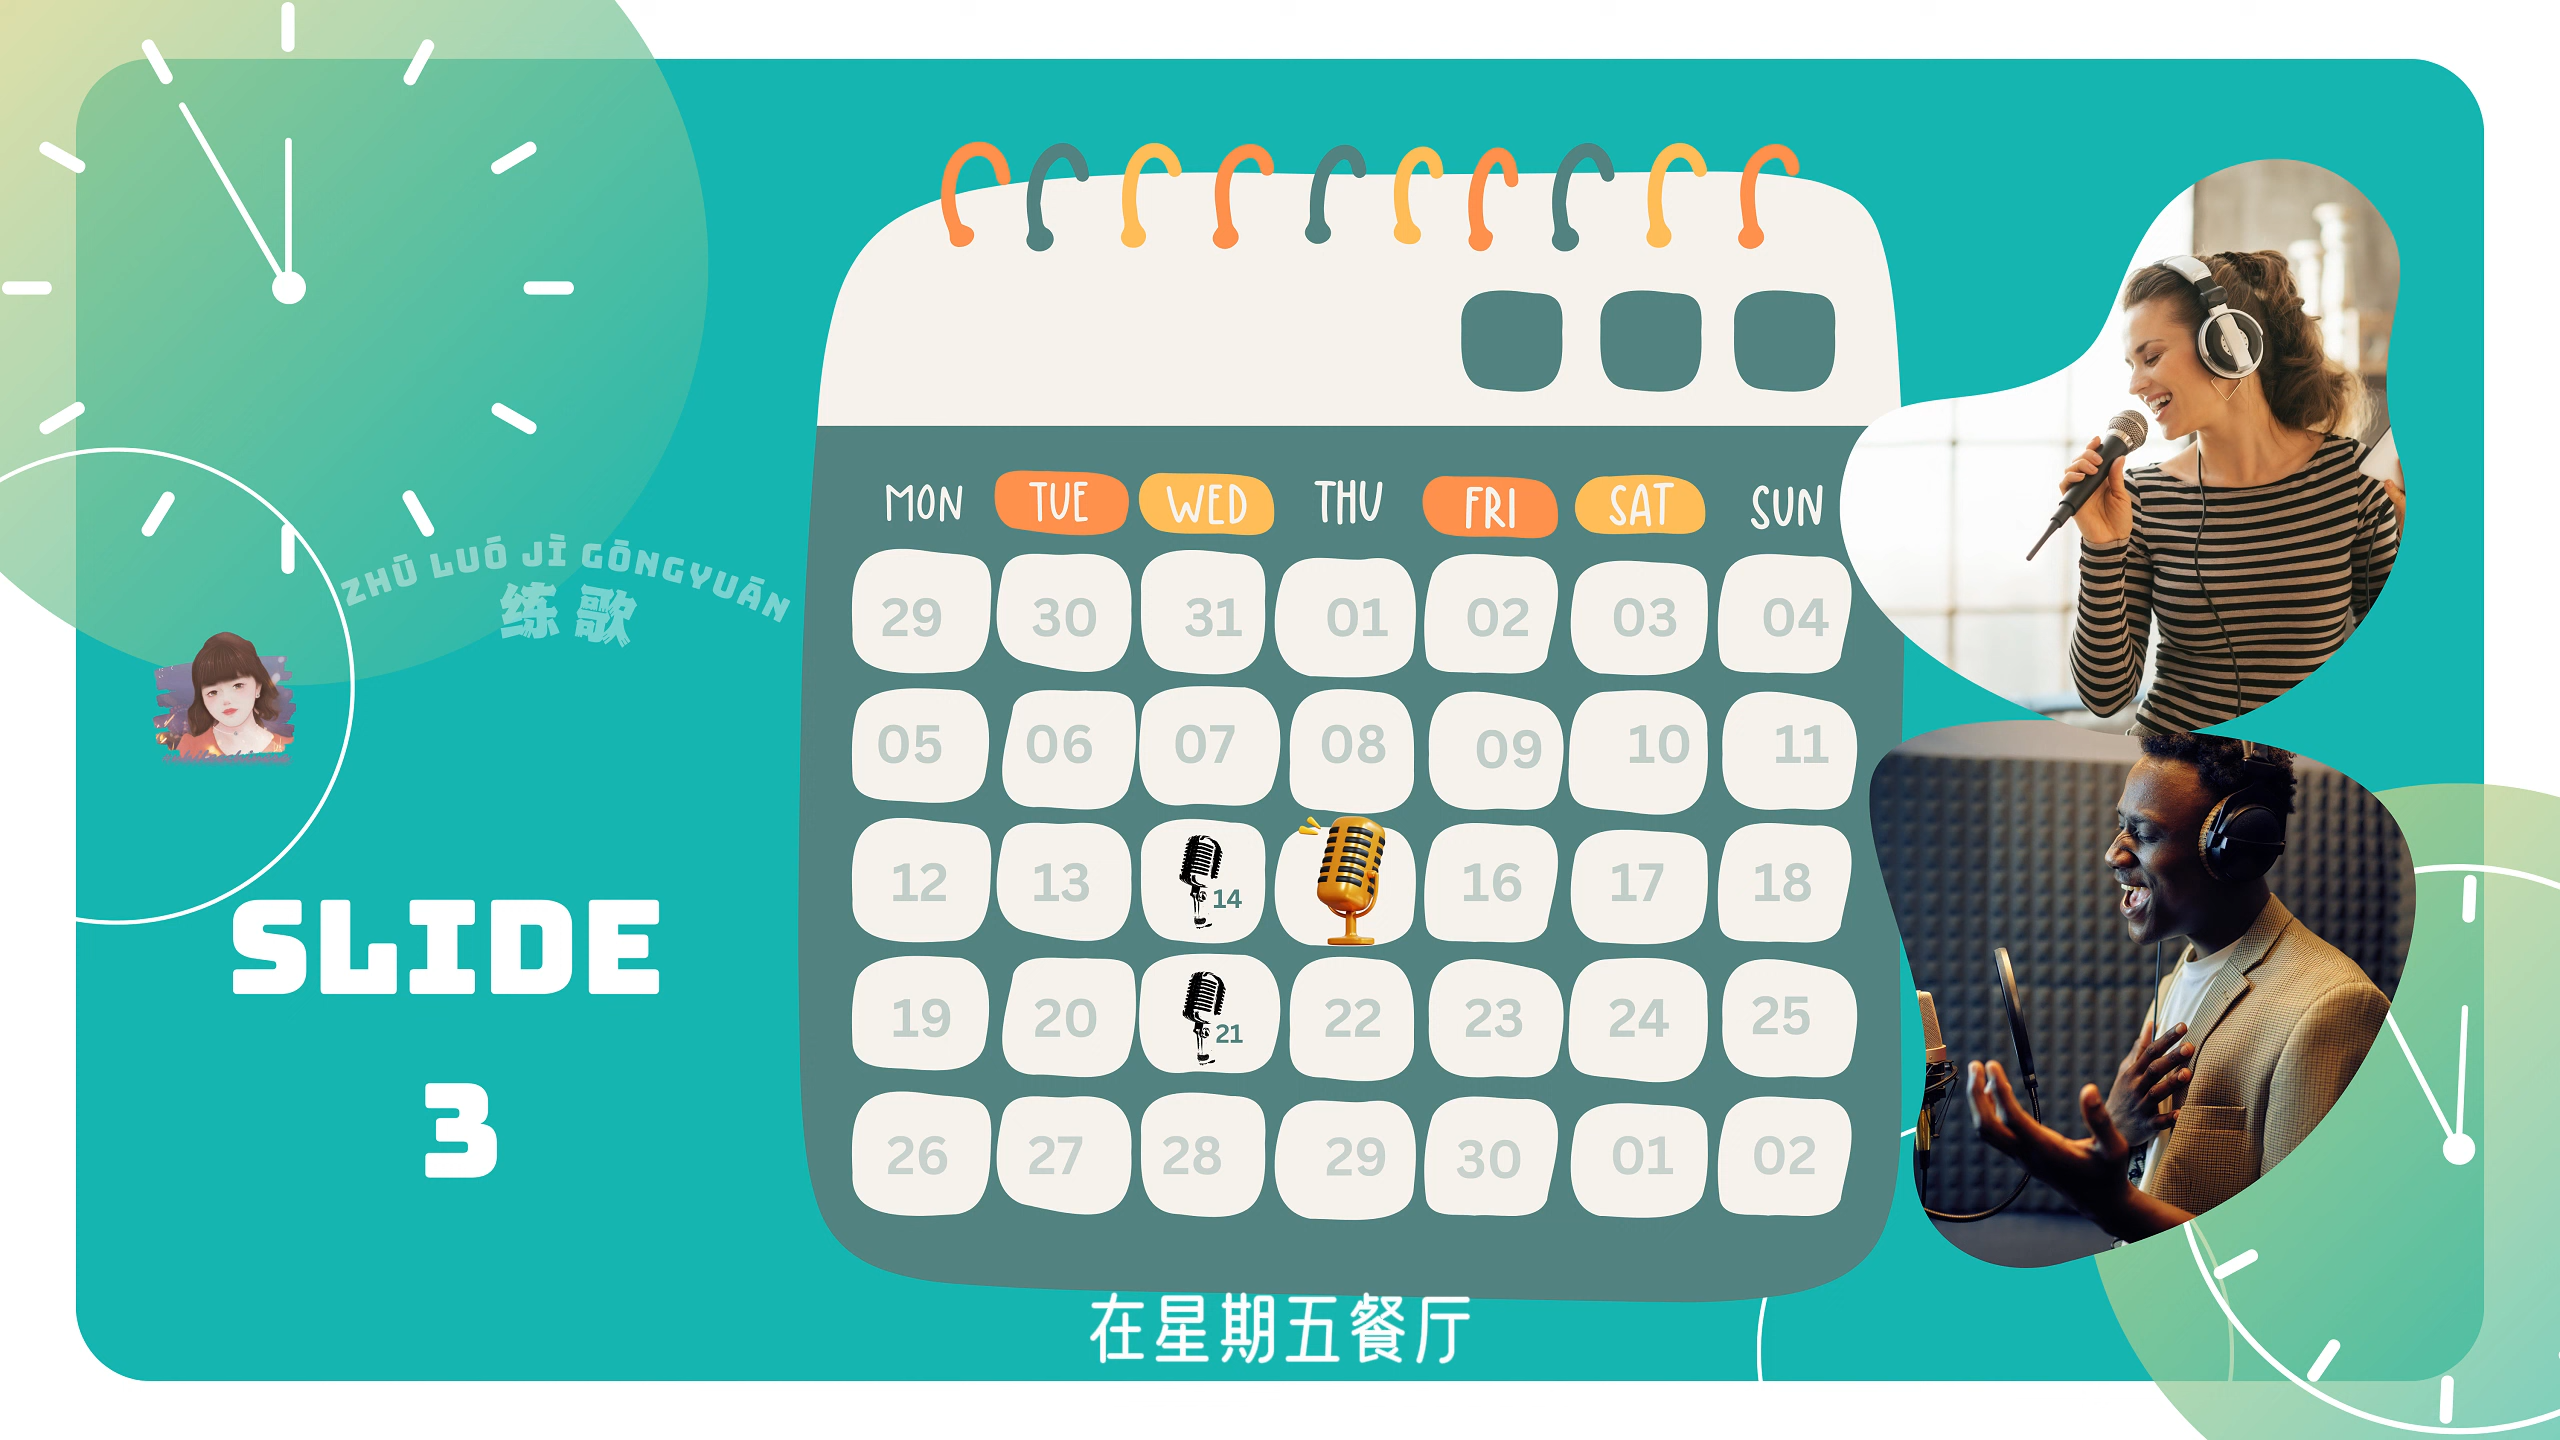 ZHŪ LUÓ JÌ GŌNGYUÁN
练歌
SLIDE
3
MON TUE WED THU FRI SAT SUN
29 30 31 01 02 03 04
05 06 07 08 09 10 11
12 13 14 16 17 18
19 20 21 22 23 24 25
26 27 28 29 30 01 02
在星期五餐厅